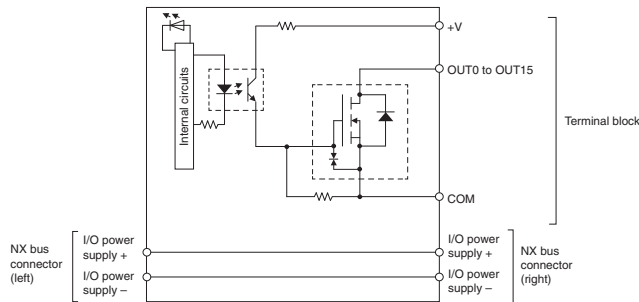 +V
OUT0 to OUT15
Internal circuits
Terminal block
COM
NX bus
connector
(left)
I/O power
supply +
I/O power
supply –
I/O power
supply +
I/O power
supply –
NX bus
connector
(right)